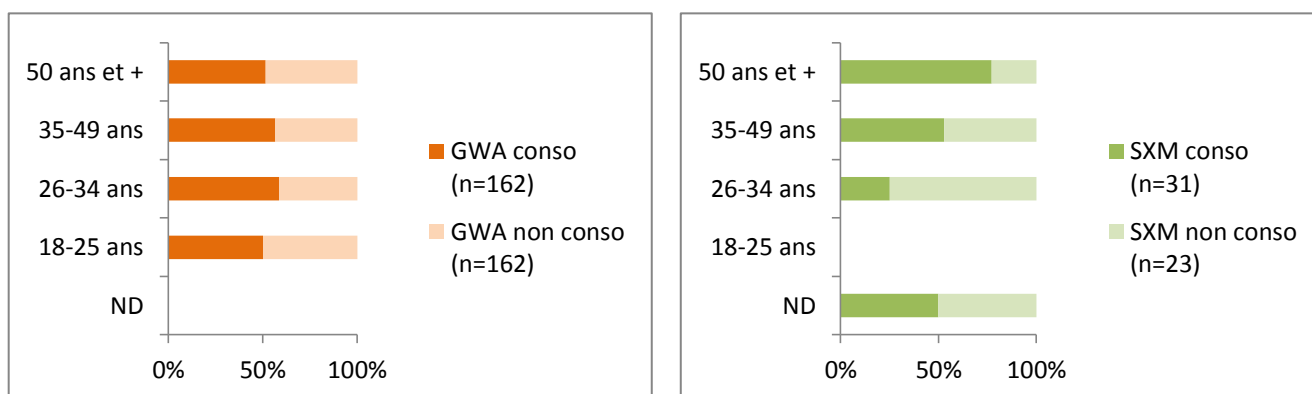 50 ans et +
35-49 ans
26-34 ans
18-25 ans
ND
0%
50%
100%
GWA conso
(n=162)
GWA non conso
(n=162)
50 ans et +
35-49 ans
26-34 ans
18-25 ans
ND
0%
50%
100%
SXM conso
(n=31)
SXM non conso
(n=23)